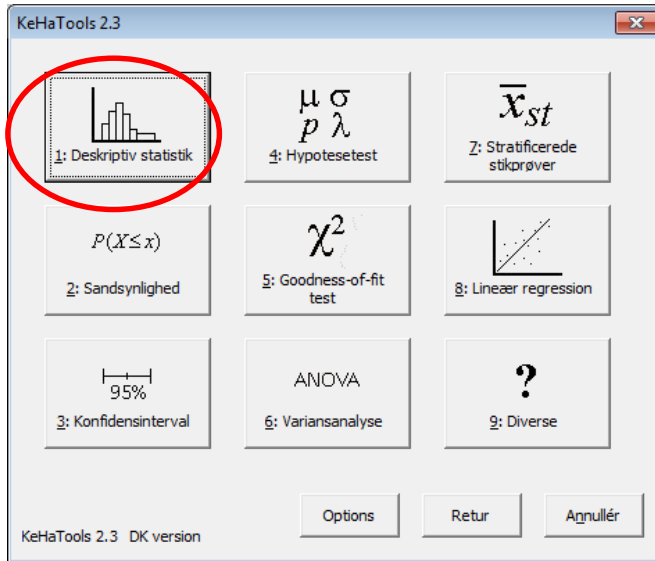 KeHaTools 2.3
1: Deskriptiv statistik
μ σ
p λ
4: Hypotesetest
x̅st
7: Stratificerede
stikprøver
P(X≤x)
2: Sandsynlighed
χ²
5: Goodness-of-fit
test
8: Lineær regression
95%
3: Konfidensinterval
ANOVA
6: Variansanalyse
?
9: Diverse
Options
Retur
Annullér
KeHaTools 2.3 DK version